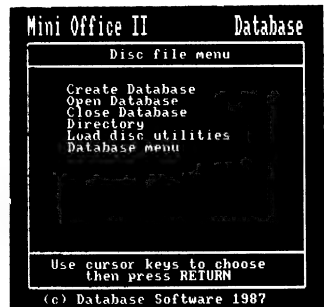 Mini Office II Database
Disc file menu
Create Database
Open Database
Close Database
Directory
Load disc utilities
Database menu
Use cursor keys to choose
then press RETURN
(c) Database Software 1987